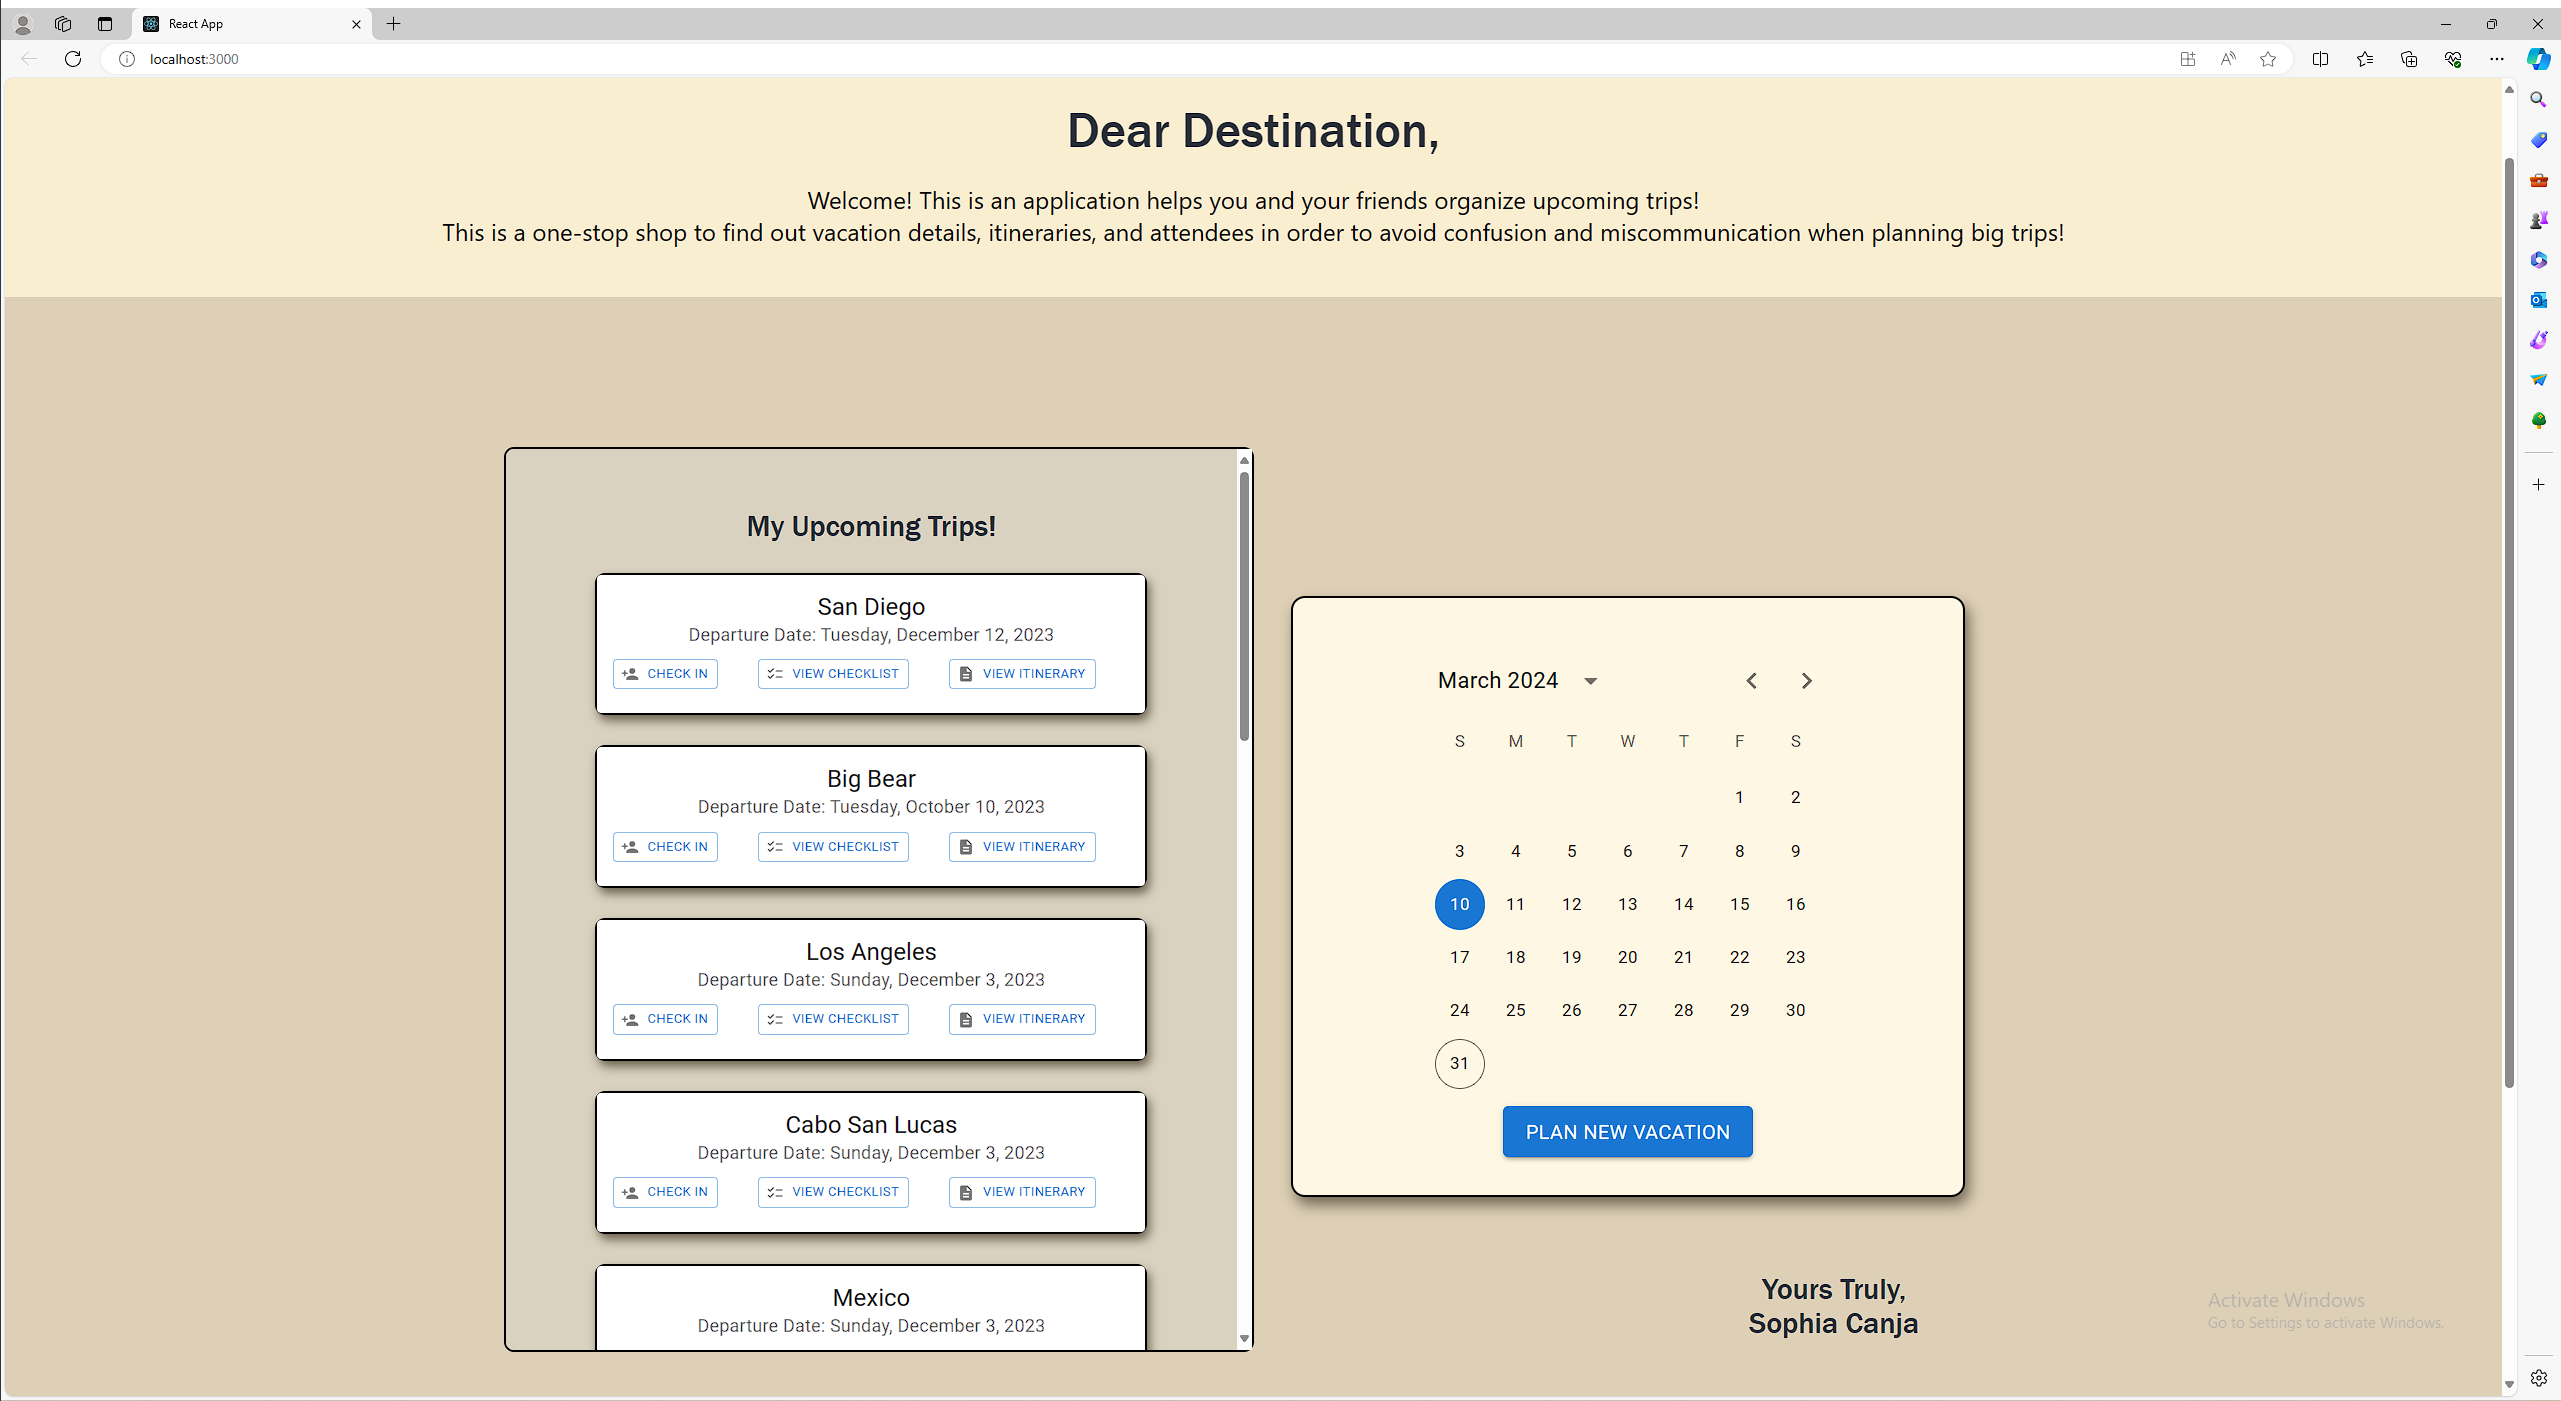 React App
localhost:3000
Dear Destination,
Welcome! This is an application helps you and your friends organize upcoming trips!
This is a one-stop shop to find out vacation details, itineraries, and attendees in order to avoid confusion and miscommunication when planning big trips!
My Upcoming Trips!
San Diego
Departure Date: Tuesday, December 12, 2023
CHECK IN VIEW CHECKLIST VIEW ITINERARY
Big Bear
Departure Date: Tuesday, October 10, 2023
CHECK IN VIEW CHECKLIST VIEW ITINERARY
Los Angeles
Departure Date: Sunday, December 3, 2023
CHECK IN VIEW CHECKLIST VIEW ITINERARY
Cabo San Lucas
Departure Date: Sunday, December 3, 2023
CHECK IN VIEW CHECKLIST VIEW ITINERARY
Mexico
Departure Date: Sunday, December 3, 2023
March 2024
S M T W T F S
1 2
3 4 5 6 7 8 9
10 11 12 13 14 15 16
17 18 19 20 21 22 23
24 25 26 27 28 29 30
31
PLAN NEW VACATION
Yours Truly,
Sophia Canja
Activate Windows
Go to Settings to activate Windows.